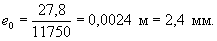 e₀ = 27,8 / 11750 = 0,0024 м = 2,4 мм.